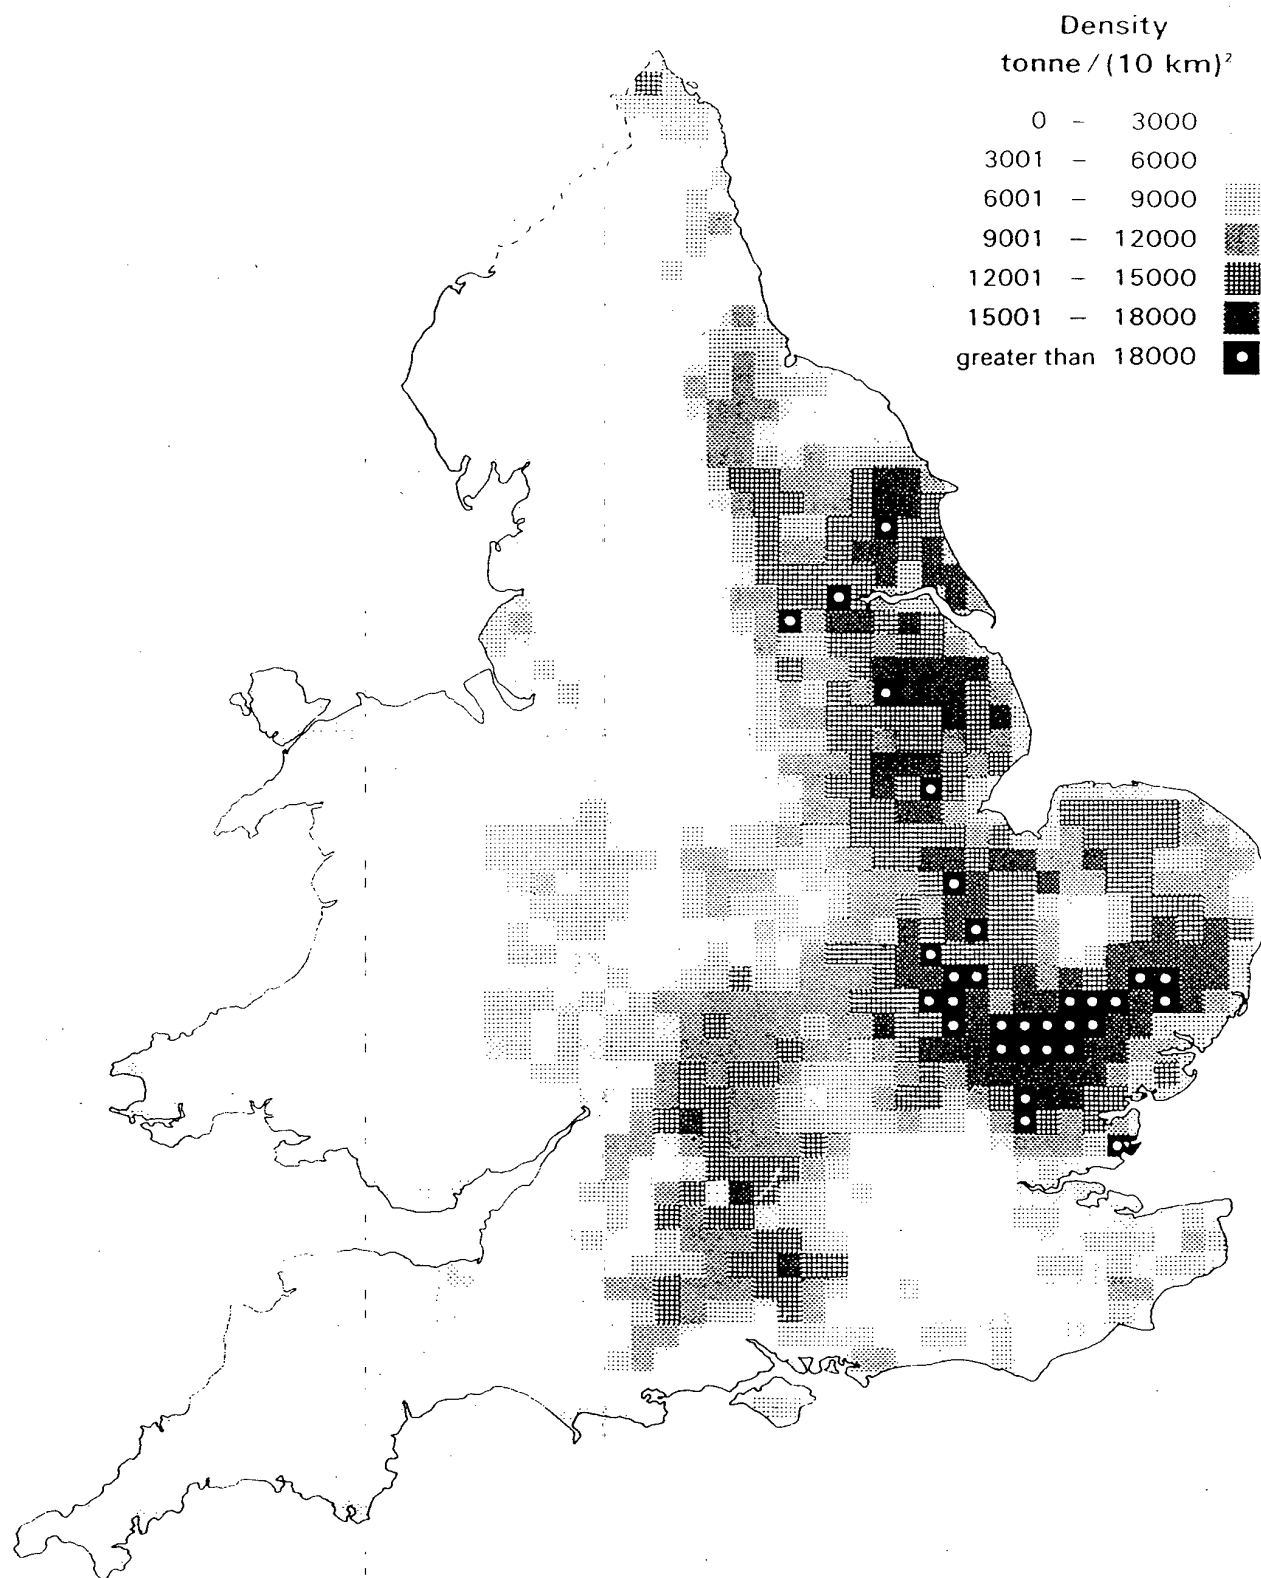 Density
tonne / (10 km)²
0 – 3000
3001 – 6000
6001 – 9000
9001 – 12000
12001 – 15000
15001 – 18000
greater than 18000